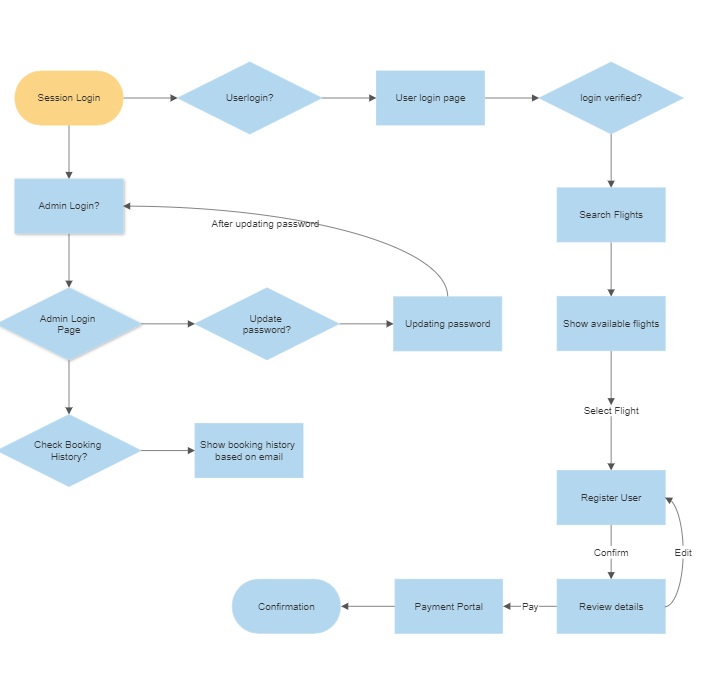 Session Login
Userlogin?
User login page
login verified?
Admin Login?
After updating password
Search Flights
Admin Login
Page
Update
password?
Updating password
Show available flights
Select Flight
Check Booking
History?
Show booking history
based on email
Register User
Confirm
Edit
Confirmation
Payment Portal
Pay
Review details